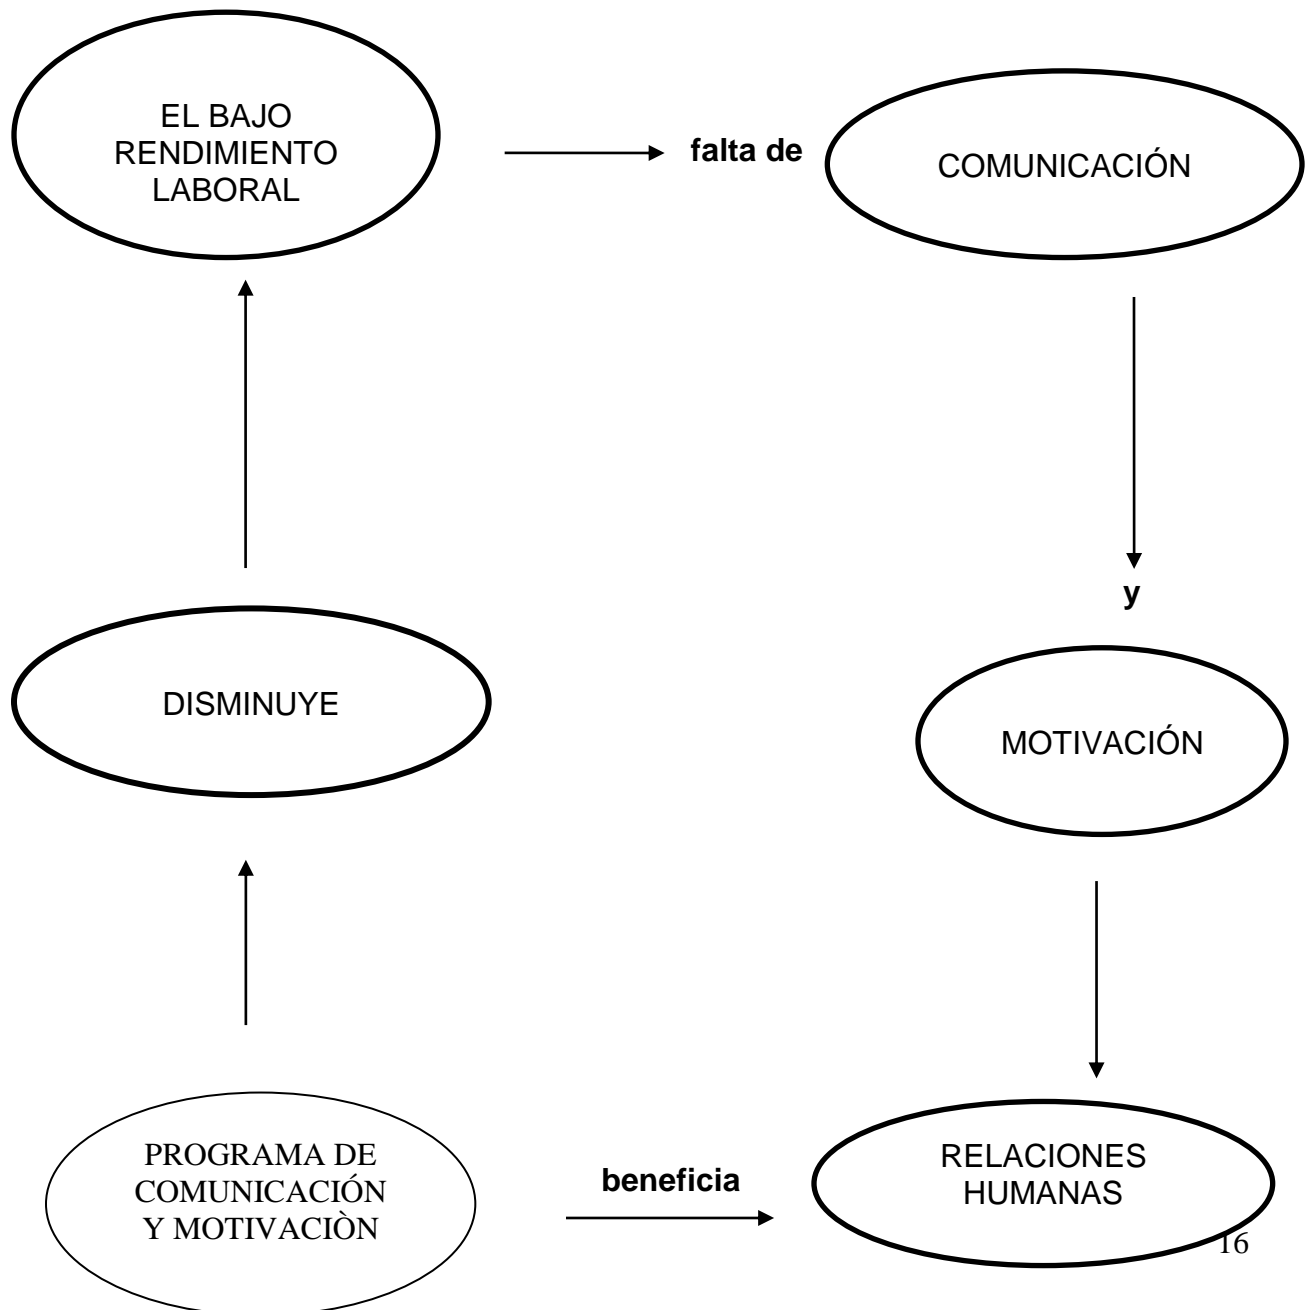 EL BAJO
RENDIMIENTO
LABORAL
falta de
COMUNICACIÓN
y
DISMINUYE
MOTIVACIÓN
PROGRAMA DE
COMUNICACIÓN
Y MOTIVACIÒN
beneficia
RELACIONES
HUMANAS
16